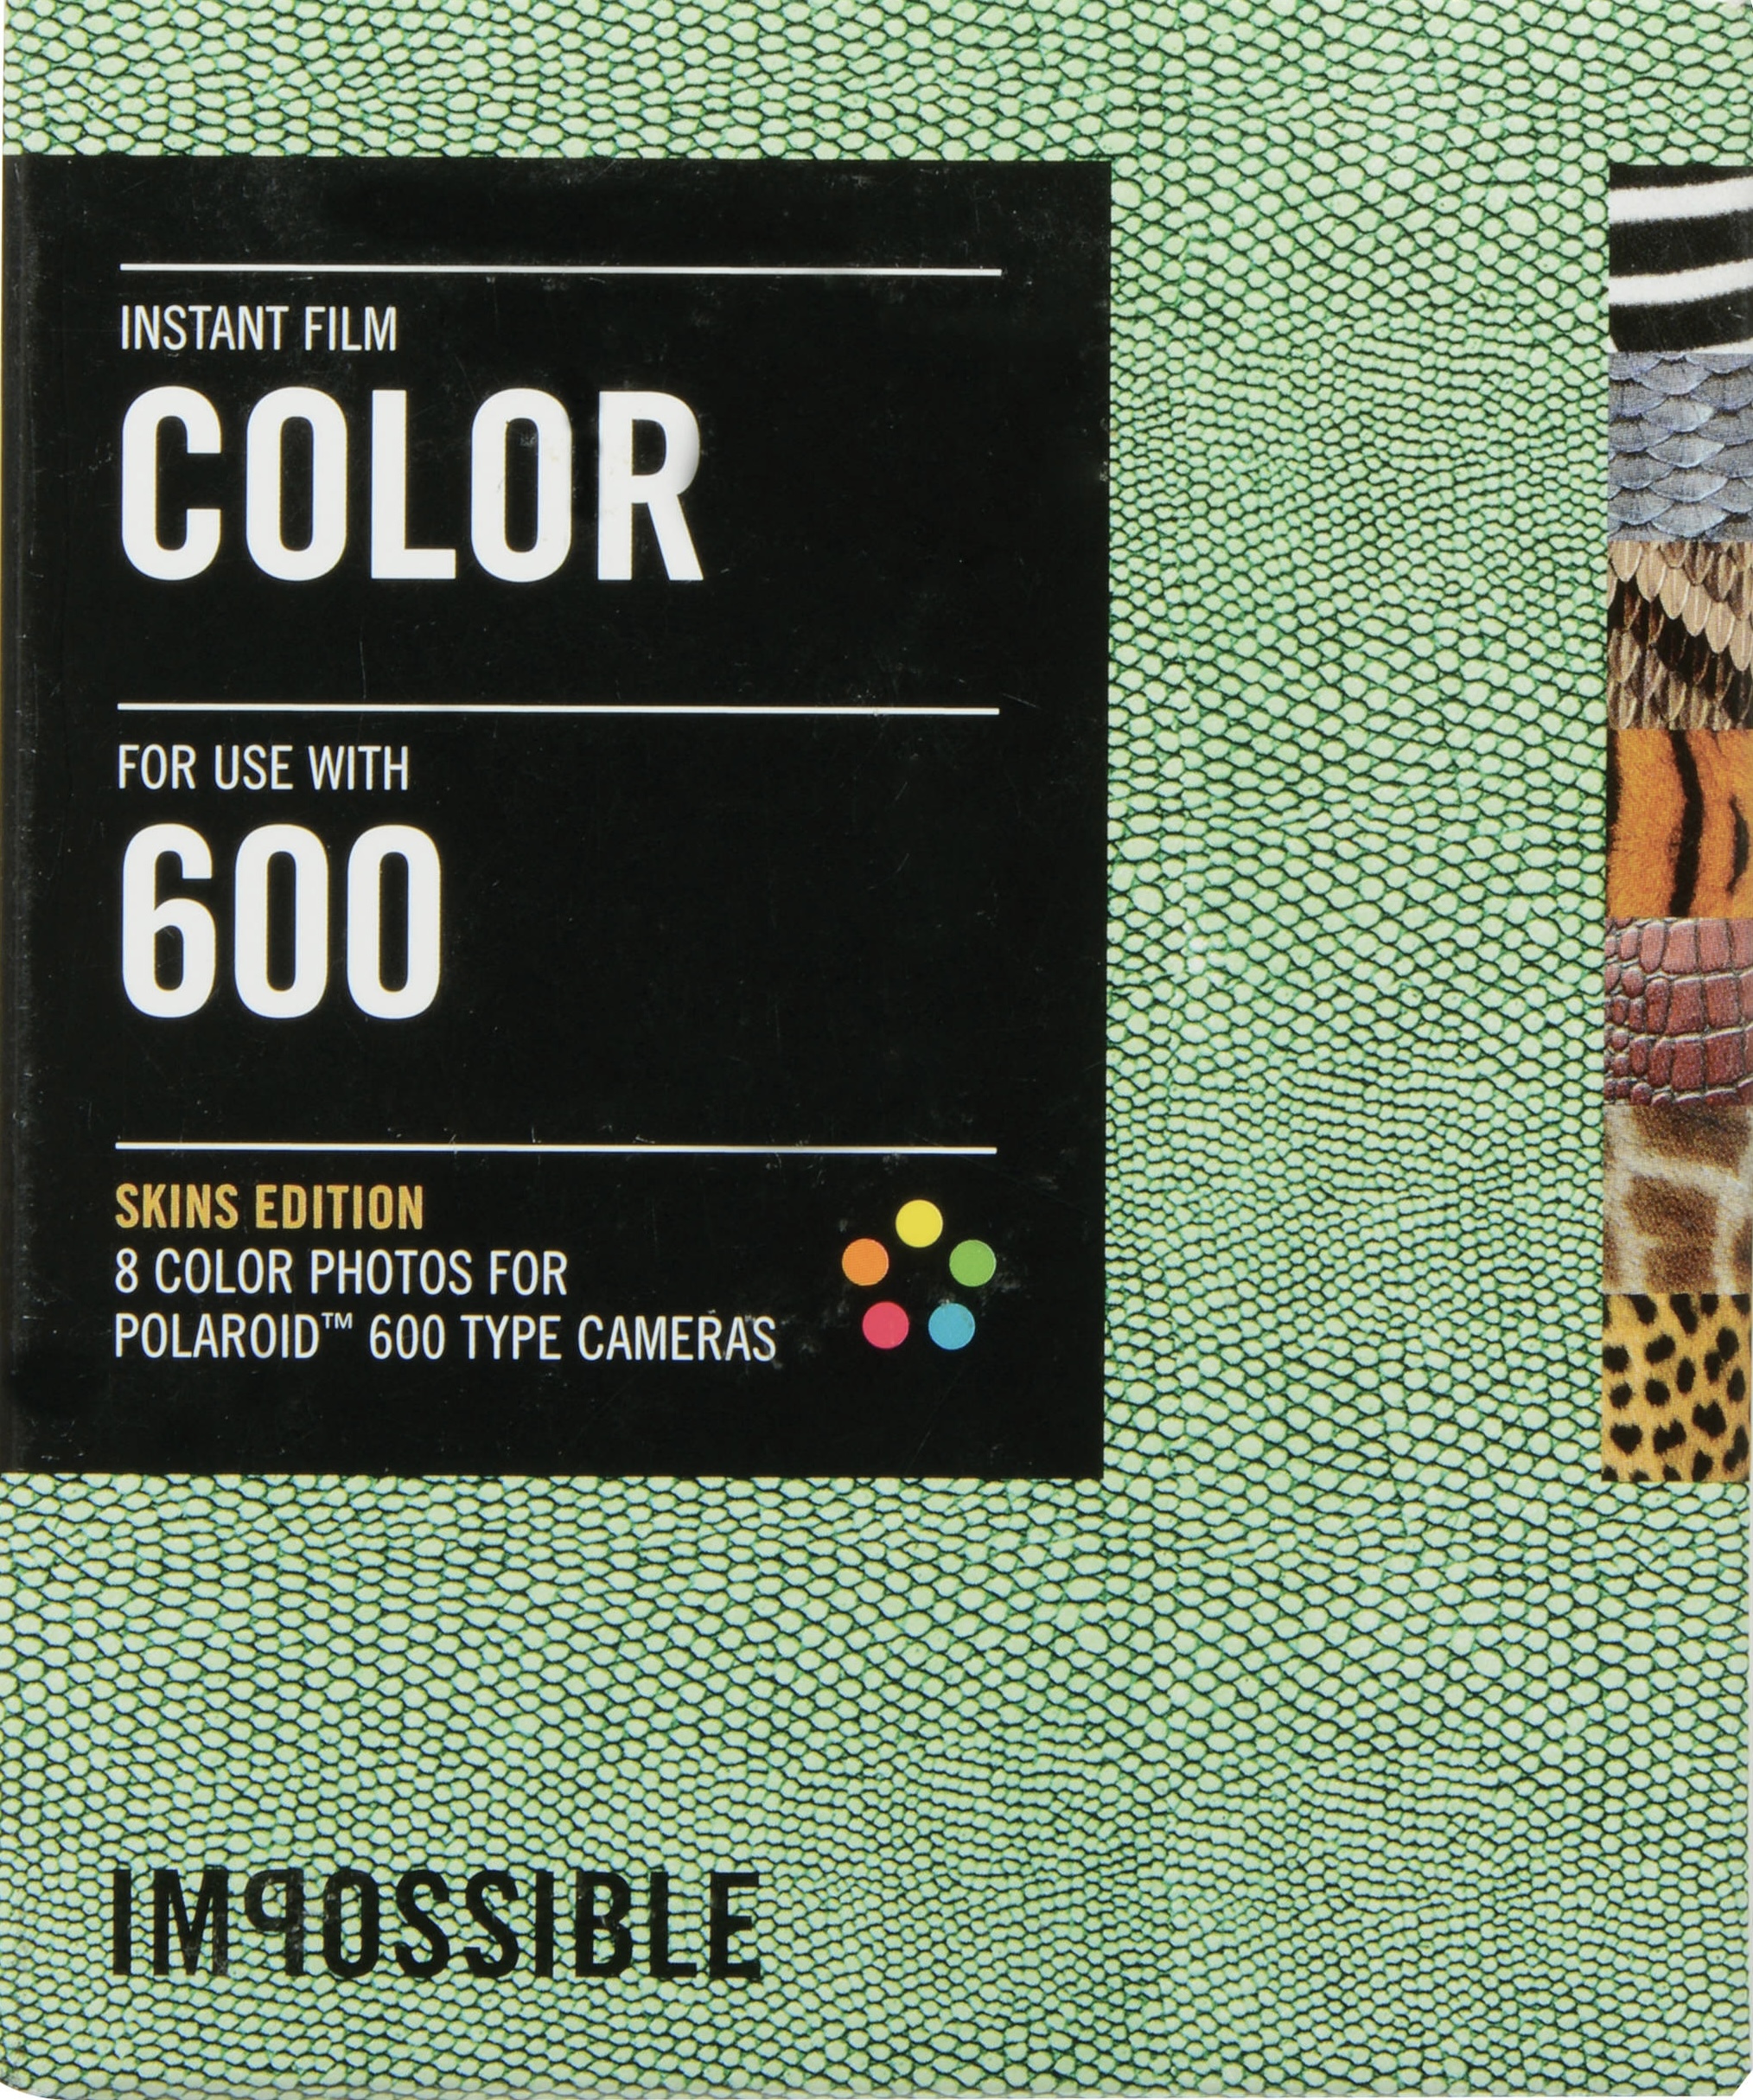 INSTANT FILM
COLOR
FOR USE WITH
600
SKINS EDITION
8 COLOR PHOTOS FOR
POLAROID™ 600 TYPE CAMERAS
IMPOSSIBLE